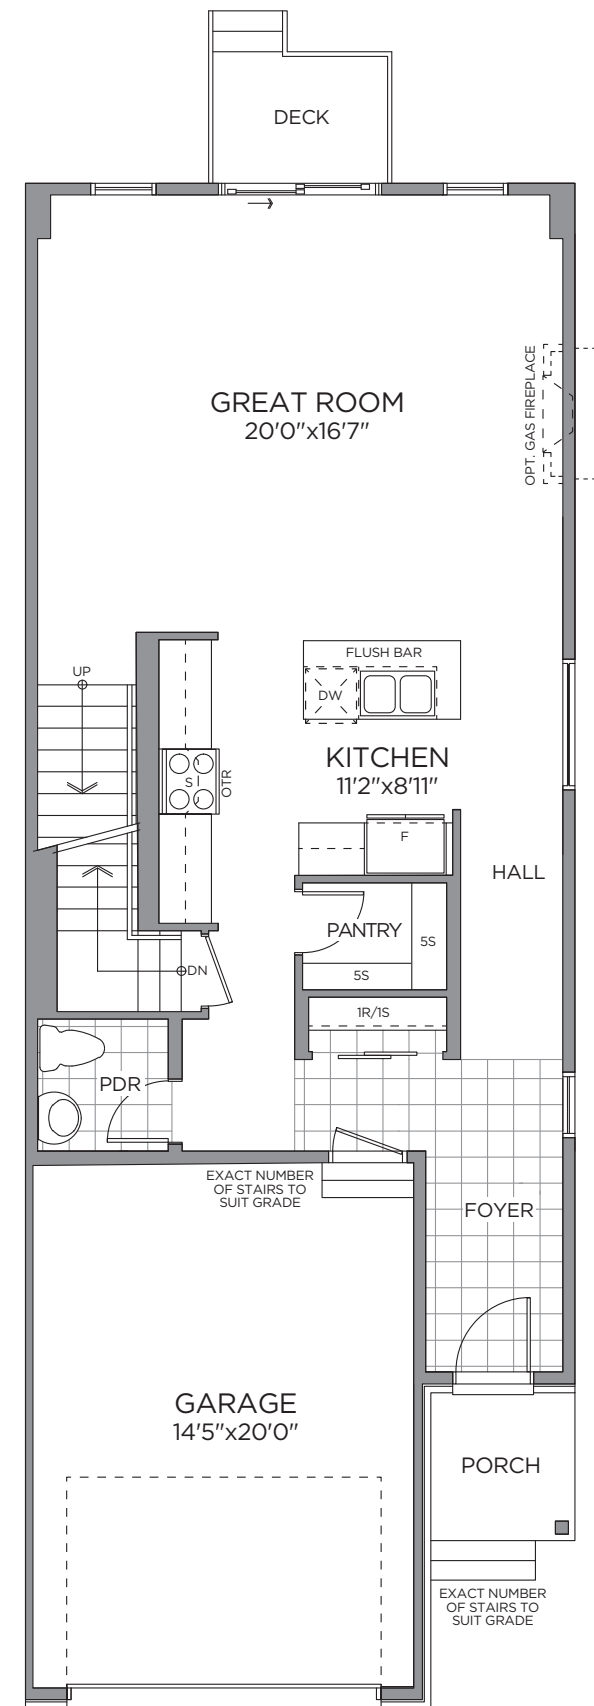 DECK
GREAT ROOM
20'0"x16'7"
OPT. GAS FIREPLACE
FLUSH BAR
DW
UP
S
OTR
KITCHEN
11'2"x8'11"
F
HALL
PANTRY
5S
5S
DN
1R/1S
PDR
EXACT NUMBER
OF STAIRS TO
SUIT GRADE
FOYER
GARAGE
14'5"x20'0"
PORCH
EXACT NUMBER
OF STAIRS TO
SUIT GRADE